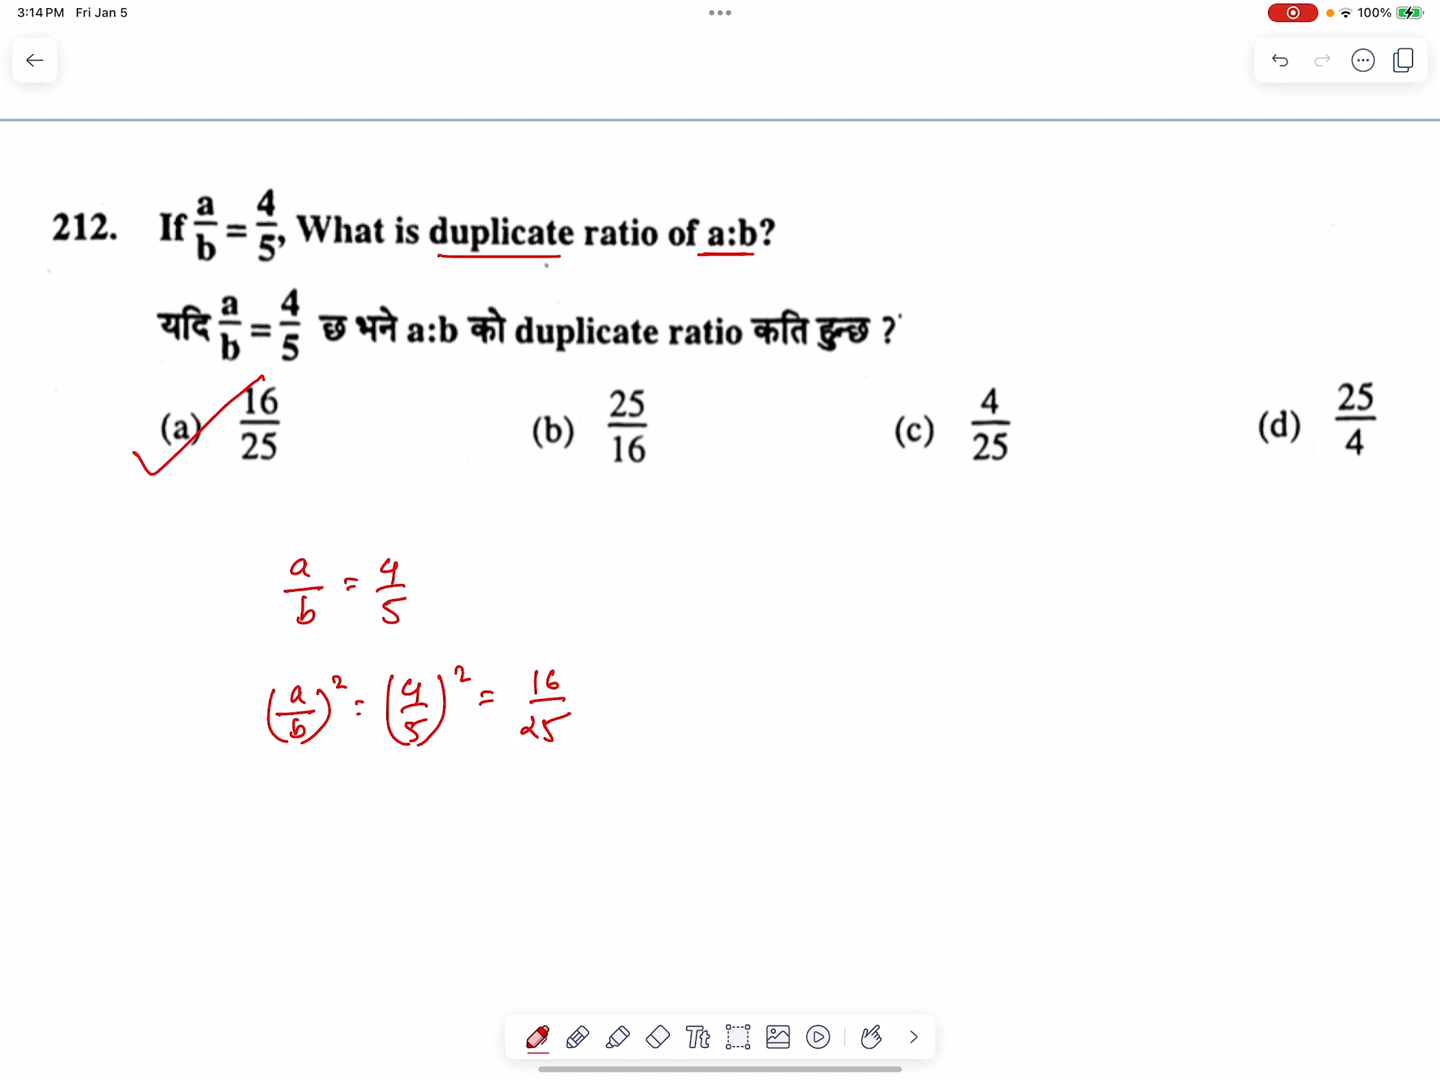 3:14 PM Fri Jan 5
100%
212. If a/b = 4/5, What is duplicate ratio of a:b?
यदि a/b = 4/5 छ भने a:b को duplicate ratio कति हुन्छ ?
(a) 16/25 (b) 25/16 (c) 4/25 (d) 25/4
a/b = 4/5
(a/b)² = (4/5)² = 16/25
Tt